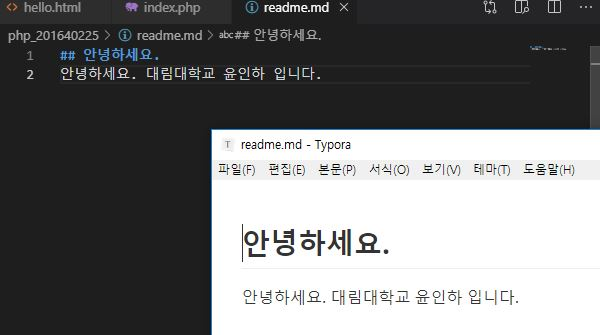 hello.html index.php readme.md ×
php_201640225 > readme.md > abc ## 안녕하세요.
1 ## 안녕하세요.
2 안녕하세요. 대림대학교 윤인하 입니다.
T readme.md - Typora
파일(F) 편집(E) 본문(P) 서식(O) 보기(V) 테마(T) 도움말(H)
안녕하세요.
안녕하세요. 대림대학교 윤인하 입니다.